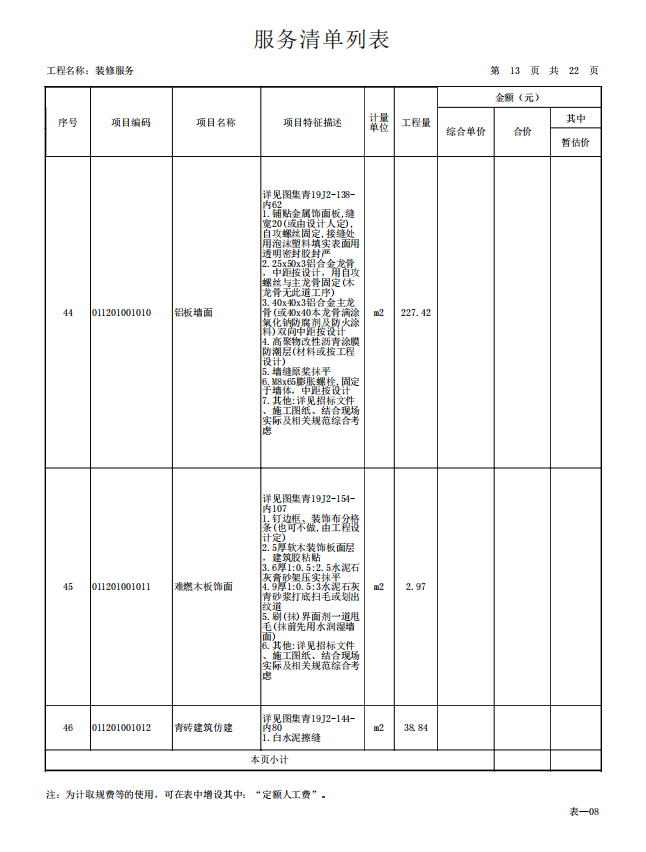 服务清单列表
工程名称：装修服务
第 13 页 共 22 页
序号
项目编码
项目名称
项目特征描述
计量
单位
工程量
金额（元）
综合单价
合价
其中
暂估价
44
011201001010
铝板墙面
详见图集青19J2-138-
内62
1.铺贴金属饰面板,缝
宽20(或由设计人定),
自攻螺丝固定,接缝处
用泡沫塑料填实表面用
透明密封胶封严
2.25x50x3铝合金龙骨
，中距按设计，用自攻
螺丝与主龙骨固定(木
龙骨无此道工序)
3.40x40x3铝合金主龙
骨(或40x40本龙骨满涂
氟化钠防腐剂及防火涂
料)双向中距按设计
4.高聚物改性沥青涂膜
防潮层(材料或按工程
设计)
5.墙缝原浆抹平
6.M8x65膨胀螺栓,固定
于墙体，中距按设计
7.其他:详见招标文件
、施工图纸、结合现场
实际及相关规范综合考
虑
m2
227.42
45
011201001011
难燃木板饰面
详见图集青19J2-154-
内107
1.钉边框、装饰布分格
条(也可不做,由工程设
计定)
2.5厚软木装饰板面层
，建筑胶粘贴
3.6厚1:0.5:2.5水泥石
灰膏砂架压实抹平
4.9厚1:0.5:3水泥石灰
青砂浆打底扫毛或划出
纹道
5.刷(抹)界面剂一道甩
毛(抹前先用水润湿墙
面)
6.其他:详见招标文件
、施工图纸、结合现场
实际及相关规范综合考
虑
m2
2.97
46
011201001012
青砖建筑仿建
详见图集青19J2-144-
内80
1.白水泥擦缝
m2
38.84
本页小计
注：为计取规费等的使用，可在表中增设其中：“定额人工费”。
表—08